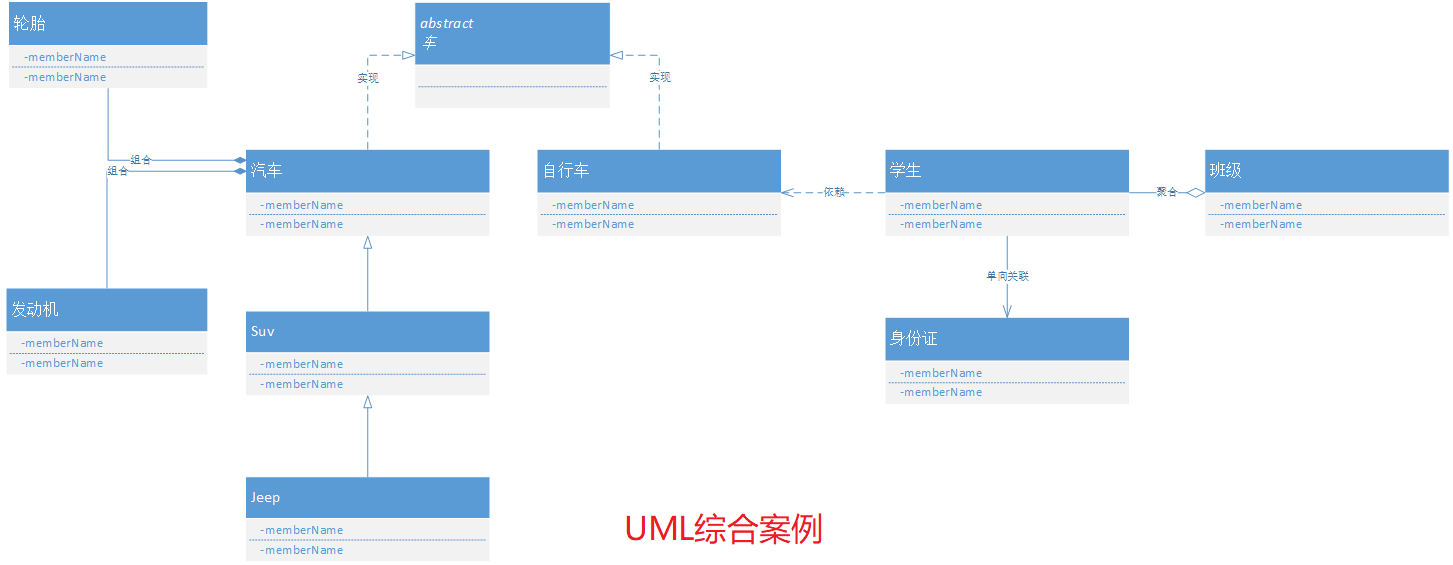 轮胎
-memberName
-memberName
abstract
车
实现
实现
组合
组合
汽车
-memberName
-memberName
自行车
-memberName
-memberName
依赖
学生
-memberName
-memberName
聚合
班级
-memberName
-memberName
单向关联
发动机
-memberName
-memberName
Suv
-memberName
-memberName
身份证
-memberName
-memberName
Jeep
-memberName
-memberName
UML综合案例